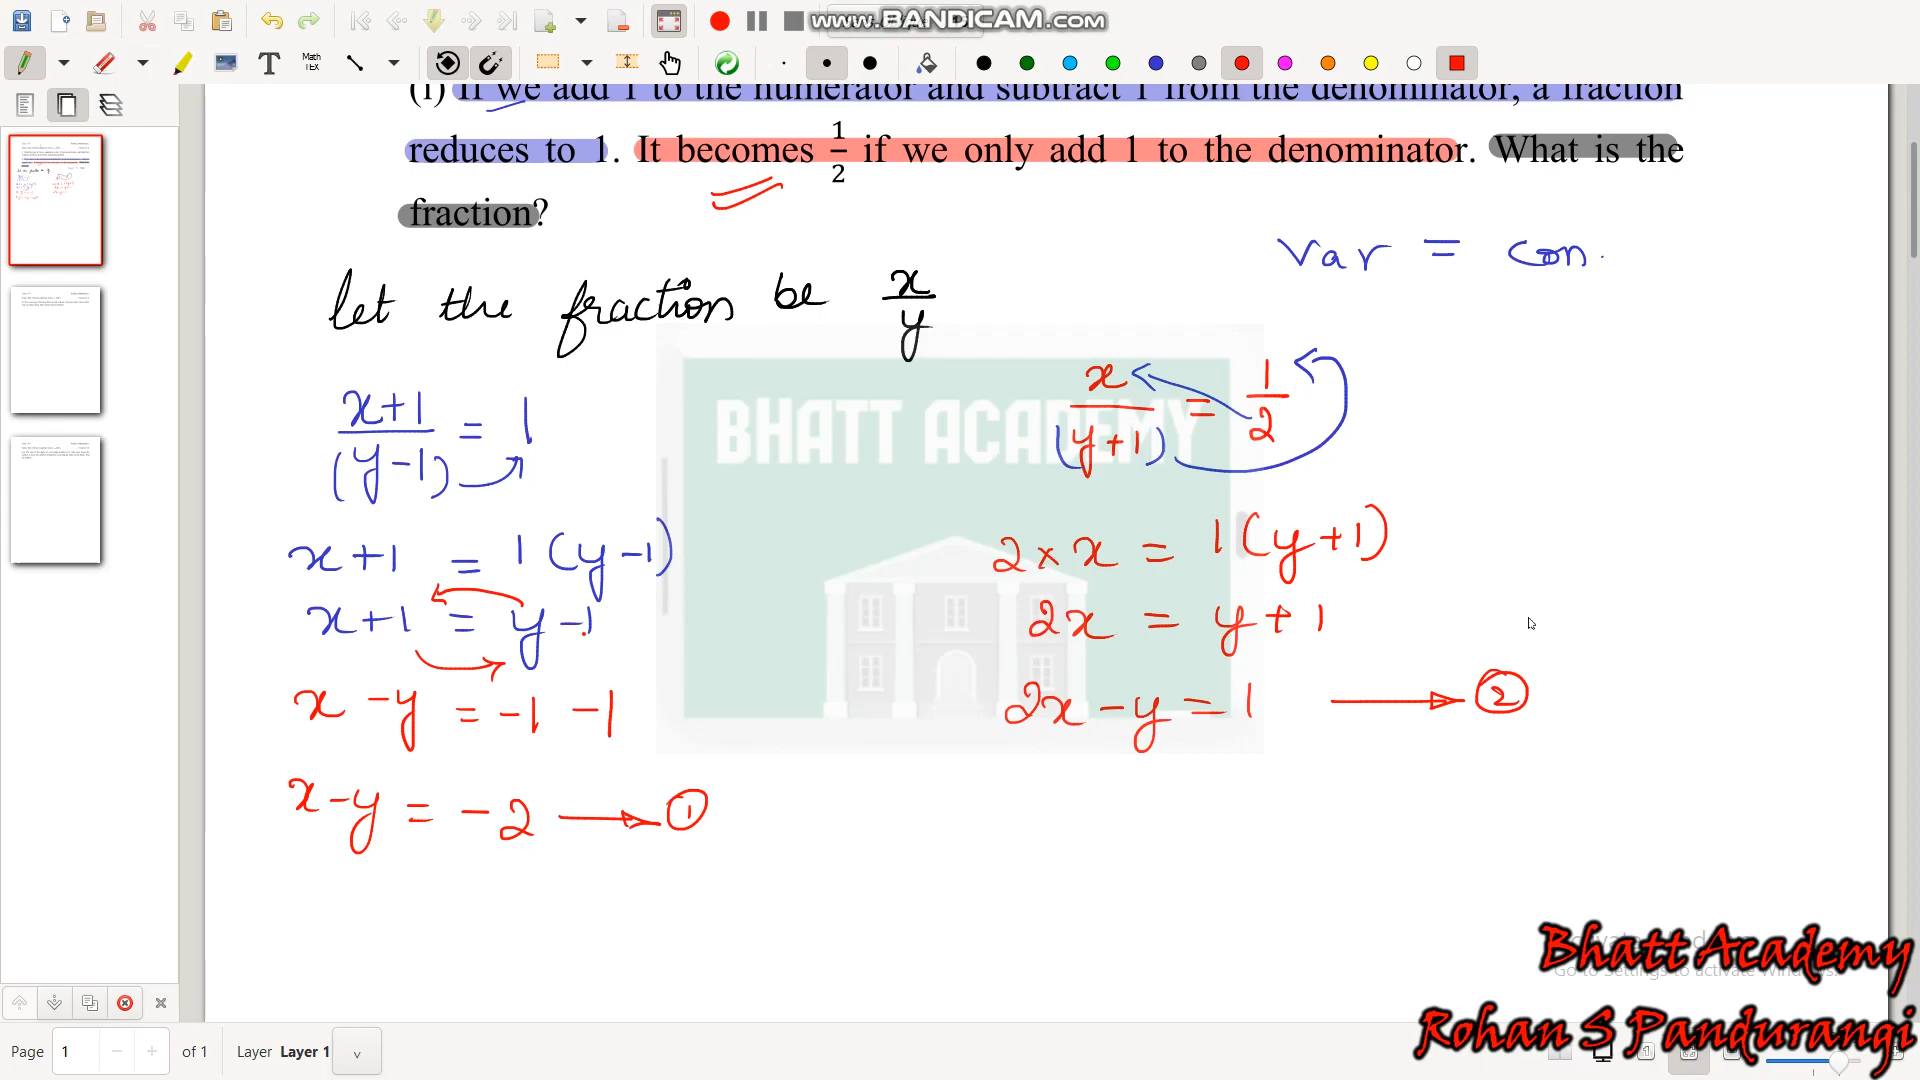 WWW.BANDICAM.COM
T Math TEX
(i) If we add 1 to the numerator and subtract 1 from the denominator, a fraction
reduces to 1. It becomes 1/2 if we only add 1 to the denominator. What is the
fraction?
Var = con.
let the fraction be x/y
(x+1)/(y-1) = 1
x/(y+1) = 1/2
x+1 = 1(y-1)
2 × x = 1(y+1)
x+1 = y-1
2x = y+1
x - y = -1 -1
2x - y = 1 → ②
x - y = -2 → ①
BHATT ACADEMY
Bhatt Academy
Rohan S Pandurangi
Page 1 of 1 Layer Layer 1